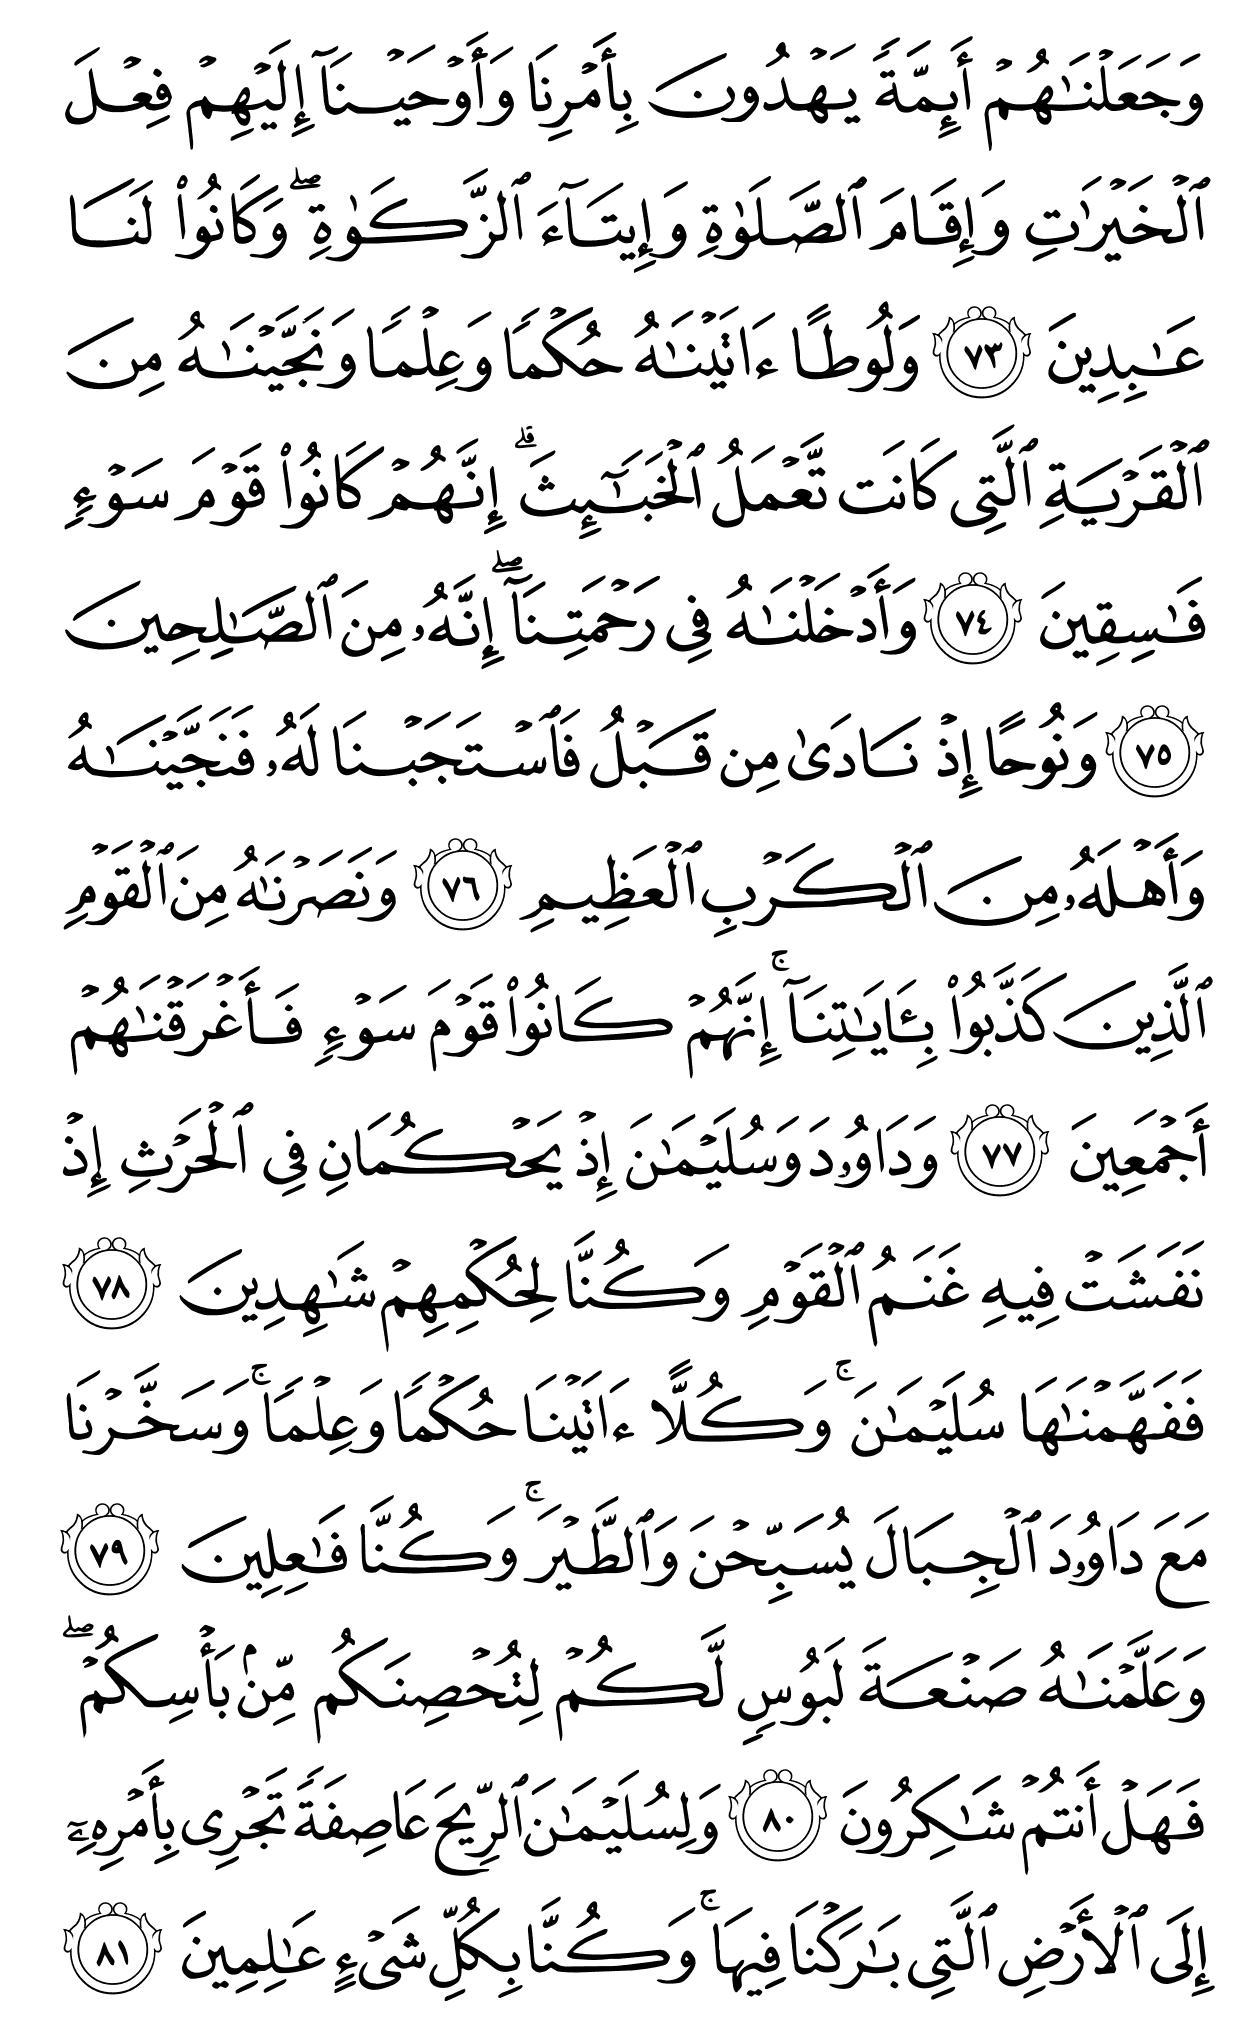 وَجَعَلْنَٰهُمْ أَئِمَّةً يَهْدُونَ بِأَمْرِنَا وَأَوْحَيْنَآ إِلَيْهِمْ فِعْلَ
ٱلْخَيْرَٰتِ وَإِقَامَ ٱلصَّلَوٰةِ وَإِيتَآءَ ٱلزَّكَوٰةِ ۖ وَكَانُوا۟ لَنَا
عَٰبِدِينَ ٧٣ وَلُوطًا ءَاتَيْنَٰهُ حُكْمًا وَعِلْمًا وَنَجَّيْنَٰهُ مِنَ
ٱلْقَرْيَةِ ٱلَّتِى كَانَت تَّعْمَلُ ٱلْخَبَٰٓئِثَ ۗ إِنَّهُمْ كَانُوا۟ قَوْمَ سَوْءٍ
فَٰسِقِينَ ٧٤ وَأَدْخَلْنَٰهُ فِى رَحْمَتِنَآ ۖ إِنَّهُۥ مِنَ ٱلصَّٰلِحِينَ
٧٥ وَنُوحًا إِذْ نَادَىٰ مِن قَبْلُ فَٱسْتَجَبْنَا لَهُۥ فَنَجَّيْنَٰهُ
وَأَهْلَهُۥ مِنَ ٱلْكَرْبِ ٱلْعَظِيمِ ٧٦ وَنَصَرْنَٰهُ مِنَ ٱلْقَوْمِ
ٱلَّذِينَ كَذَّبُوا۟ بِـَٔايَٰتِنَآ ۚ إِنَّهُمْ كَانُوا۟ قَوْمَ سَوْءٍ فَأَغْرَقْنَٰهُمْ
أَجْمَعِينَ ٧٧ وَدَاوُۥدَ وَسُلَيْمَٰنَ إِذْ يَحْكُمَانِ فِى ٱلْحَرْثِ إِذْ
نَفَشَتْ فِيهِ غَنَمُ ٱلْقَوْمِ وَكُنَّا لِحُكْمِهِمْ شَٰهِدِينَ ٧٨
فَفَهَّمْنَٰهَا سُلَيْمَٰنَ ۚ وَكُلًّا ءَاتَيْنَا حُكْمًا وَعِلْمًا ۚ وَسَخَّرْنَا
مَعَ دَاوُۥدَ ٱلْجِبَالَ يُسَبِّحْنَ وَٱلطَّيْرَ ۚ وَكُنَّا فَٰعِلِينَ ٧٩
وَعَلَّمْنَٰهُ صَنْعَةَ لَبُوسٍ لَّكُمْ لِتُحْصِنَكُم مِّنۢ بَأْسِكُمْ ۖ
فَهَلْ أَنتُمْ شَٰكِرُونَ ٨٠ وَلِسُلَيْمَٰنَ ٱلرِّيحَ عَاصِفَةً تَجْرِى بِأَمْرِهِۦٓ
إِلَى ٱلْأَرْضِ ٱلَّتِى بَٰرَكْنَا فِيهَا ۚ وَكُنَّا بِكُلِّ شَىْءٍ عَٰلِمِينَ ٨١